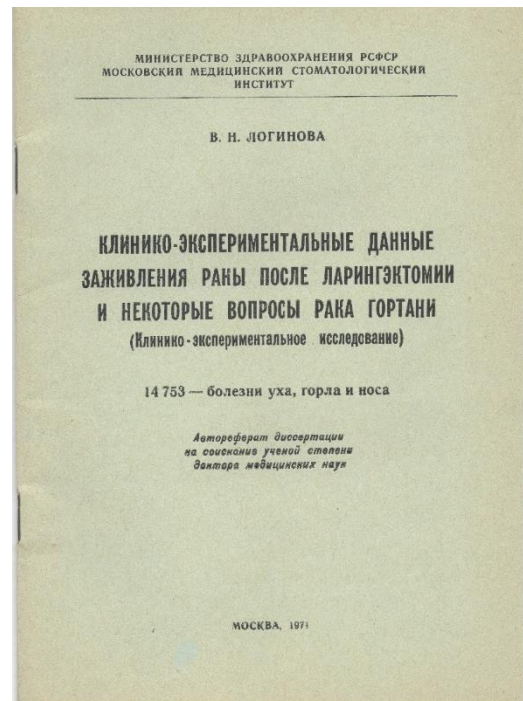 МИНИСТЕРСТВО ЗДРАВООХРАНЕНИЯ РСФСР
МОСКОВСКИЙ МЕДИЦИНСКИЙ СТОМАТОЛОГИЧЕСКИЙ
ИНСТИТУТ
В. Н. ЛОГИНОВА
КЛИНИКО-ЭКСПЕРИМЕНТАЛЬНЫЕ ДАННЫЕ
ЗАЖИВЛЕНИЯ РАНЫ ПОСЛЕ ЛАРИНГЭКТОМИИ
И НЕКОТОРЫЕ ВОПРОСЫ РАКА ГОРТАНИ
(Клинико-экспериментальное исследование)
14 753 — болезни уха, горла и носа
Автореферат диссертации
на соискание ученой степени
доктора медицинских наук
МОСКВА, 1971